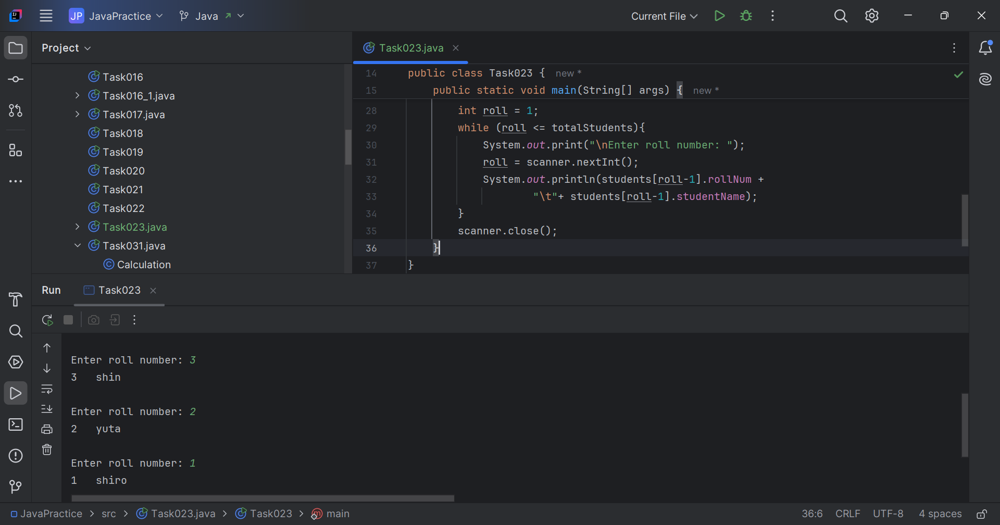 JP JavaPractice Java Current File
Project
Task016
Task016_1.java
Task017.java
Task018
Task019
Task020
Task021
Task022
Task023.java
Task031.java
Calculation
Task023.java
14 public class Task023 { new *
15 public static void main(String[] args) { new *
28 int roll = 1;
29 while (roll <= totalStudents){
30 System.out.print("\nEnter roll number: ");
31 roll = scanner.nextInt();
32 System.out.println(students[roll-1].rollNum +
33 "\t"+ students[roll-1].studentName);
34 }
35 scanner.close();
36 }
37 }
Run Task023
Enter roll number: 3
3 shin
Enter roll number: 2
2 yuta
Enter roll number: 1
1 shiro
JavaPractice > src > Task023.java > Task023 > main 36:6 CRLF UTF-8 4 spaces